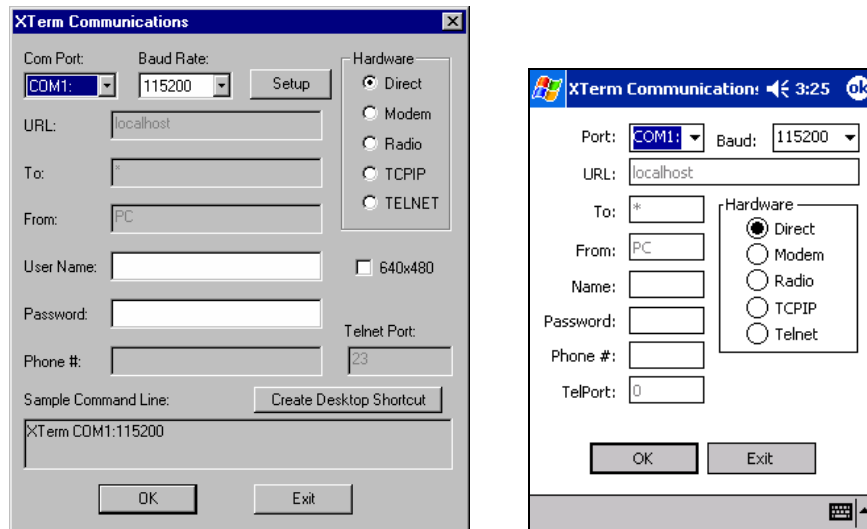 XTerm Communications
Com Port: Baud Rate: Hardware
COM1: 115200 Setup Direct
URL: localhost Modem
Radio
To: * TCPIP
TELNET
From: PC
User Name: 640x480
Password:
Telnet Port:
Phone #: 23
Sample Command Line: Create Desktop Shortcut
XTerm COM1:115200
OK Exit
XTerm Communications 3:25 ok
Port: COM1: Baud: 115200
URL: localhost
To: * Hardware
Direct
From: PC Modem
Name: Radio
TCPIP
Password: Telnet
Phone #:
TelPort: 0
OK Exit